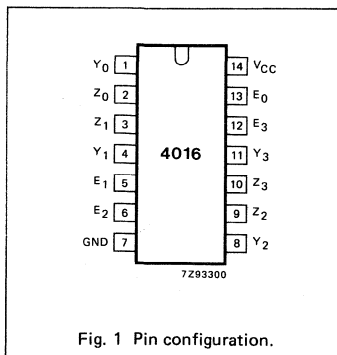 Y0 1 14 VCC
Z0 2 13 E0
Z1 3 12 E3
Y1 4 4016 11 Y3
E1 5 10 Z3
E2 6 9 Z2
GND 7 8 Y2
7Z93300
Fig. 1 Pin configuration.